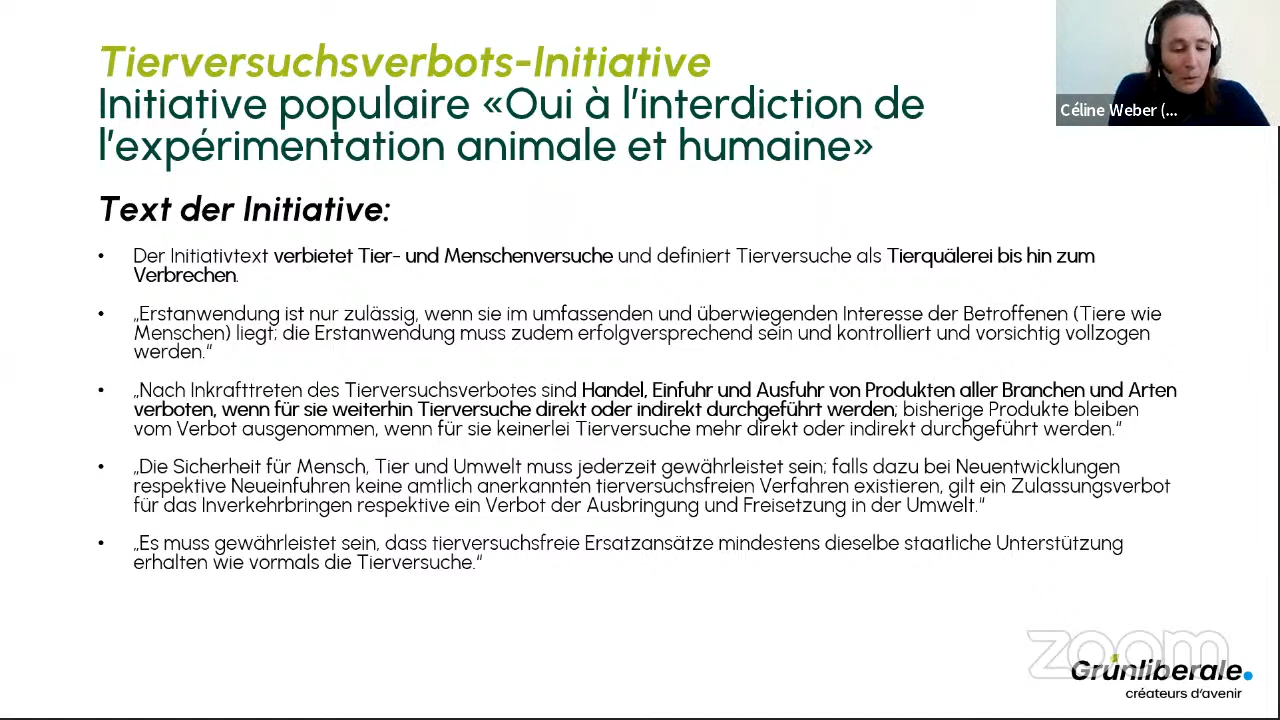 Tierversuchsverbots-Initiative
Initiative populaire «Oui à l'interdiction de
l'expérimentation animale et humaine»
Céline Weber (...
Text der Initiative:
• Der Initiativtext verbietet Tier- und Menschenversuche und definiert Tierversuche als Tierquälerei bis hin zum
Verbrechen.
• „Erstanwendung ist nur zulässig, wenn sie im umfassenden und überwiegenden Interesse der Betroffenen (Tiere wie
Menschen) liegt; die Erstanwendung muss zudem erfolgversprechend sein und kontrolliert und vorsichtig vollzogen
werden.“
• „Nach Inkrafttreten des Tierversuchsverbotes sind Handel, Einfuhr und Ausfuhr von Produkten aller Branchen und Arten
verboten, wenn für sie weiterhin Tierversuche direkt oder indirekt durchgeführt werden; bisherige Produkte bleiben
vom Verbot ausgenommen, wenn für sie keinerlei Tierversuche mehr direkt oder indirekt durchgeführt werden.“
• „Die Sicherheit für Mensch, Tier und Umwelt muss jederzeit gewährleistet sein; falls dazu bei Neuentwicklungen
respektive Neueinfuhren keine amtlich anerkannten tierversuchsfreien Verfahren existieren, gilt ein Zulassungsverbot
für das Inverkehrbringen respektive ein Verbot der Ausbringung und Freisetzung in der Umwelt.“
• „Es muss gewährleistet sein, dass tierversuchsfreie Ersatzansätze mindestens dieselbe staatliche Unterstützung
erhalten wie vormals die Tierversuche.“
zoom
Grünliberale.
créateurs d'avenir